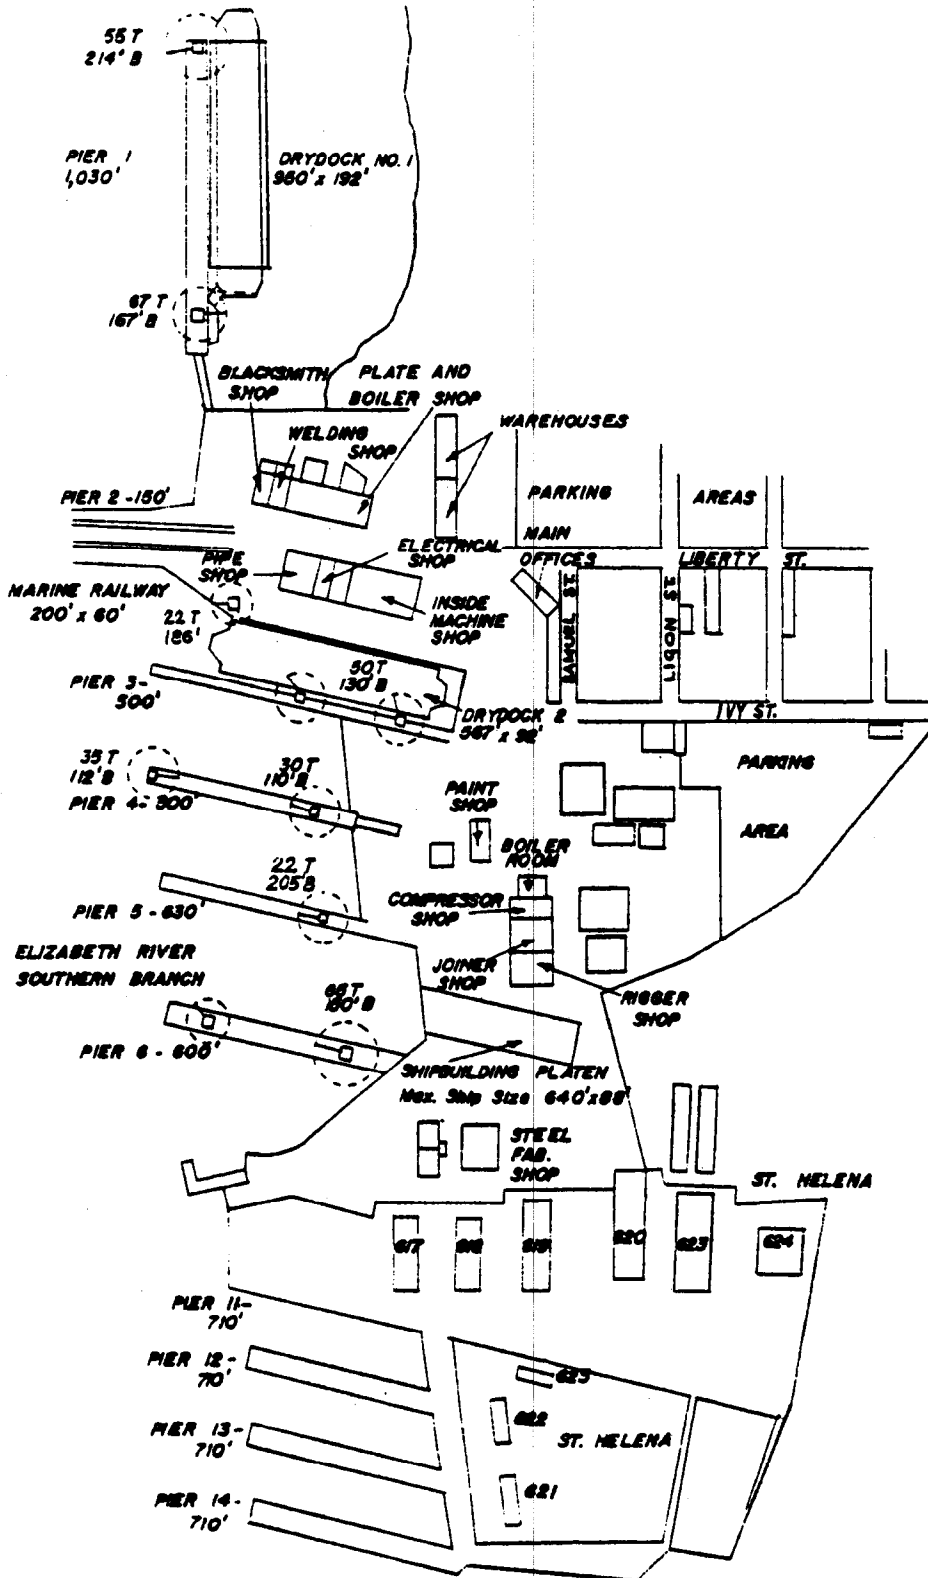 55 T
214' B
PIER 1
1,030'
DRYDOCK NO. 1
950' x 192'
67 T
167' B
BLACKSMITH
SHOP
PLATE AND
BOILER SHOP
WELDING
SHOP
WAREHOUSES
PIER 2 - 150'
PARKING
AREAS
MAIN
OFFICES
LIBERTY ST.
ELECTRICAL
SHOP
PIPE
SHOP
MARINE RAILWAY
200' x 60'
22 T
186'
INSIDE
MACHINE
SHOP
SAMUEL ST.
LIGON ST.
50 T
130' B
PIER 3 -
500'
DRYDOCK 2
567' x 92'
IVY ST.
35 T
112' B
30 T
110' B
PIER 4 - 800'
PAINT
SHOP
PARKING
AREA
BOILER
ROOM
22 T
205 B
PIER 5 - 630'
COMPRESSOR
SHOP
ELIZABETH RIVER
SOUTHERN BRANCH
JOINER
SHOP
RIGGER
SHOP
PIER 6 - 600'
SHIPBUILDING PLATEN
Max. Ship Size 640' x 88'
STEEL
FAB.
SHOP
ST. HELENA
617
618
619
620
623
624
PIER 11 -
710'
PIER 12 -
710'
623
622
PIER 13 -
710'
ST. HELENA
621
PIER 14 -
710'